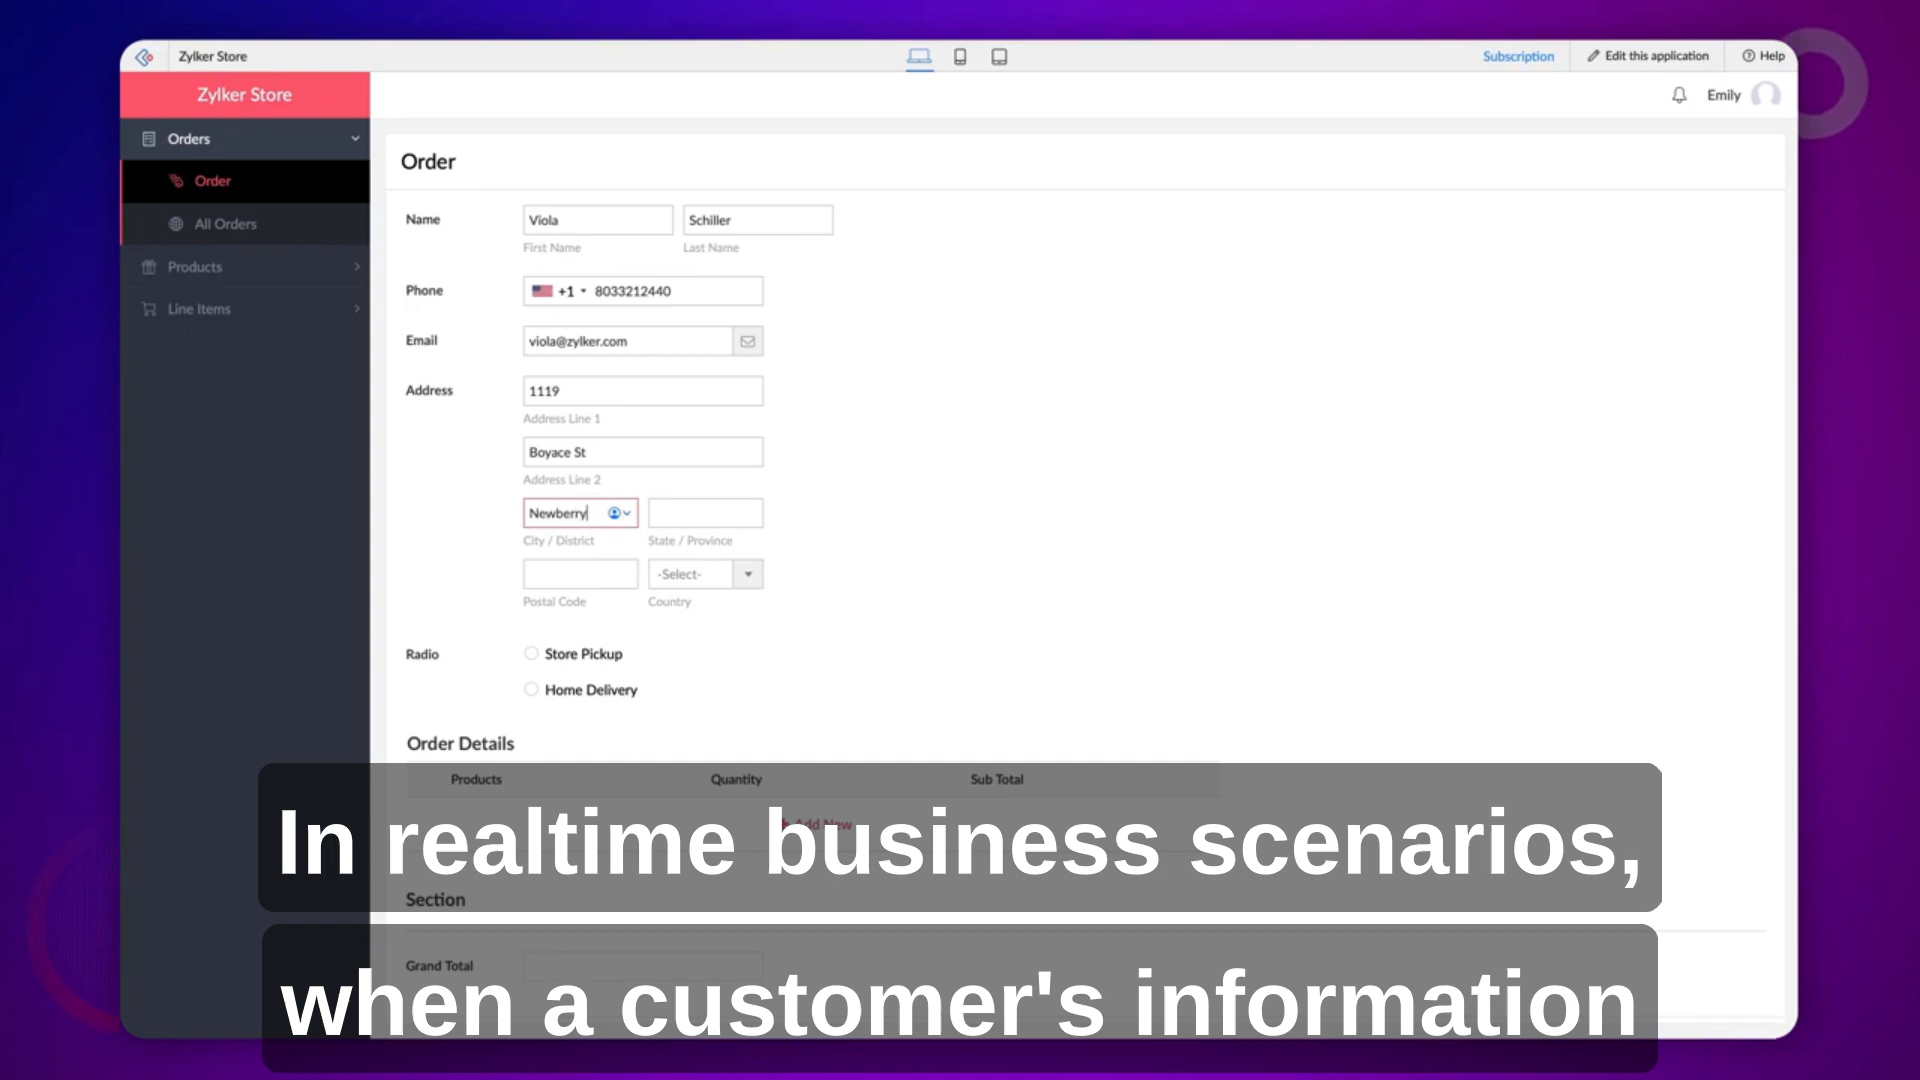 Zylker Store
Subscription
Edit this application
Help
Zylker Store
Emily
Orders
Order
All Orders
Products
Line Items
Order
Name
Viola
Schiller
First Name
Last Name
Phone
+1
8033212440
Email
viola@zylker.com
Address
1119
Address Line 1
Boyace St
Address Line 2
Newberry
City / District
State / Province
-Select-
Postal Code
Country
Radio
Store Pickup
Home Delivery
Order Details
Products
Quantity
Sub Total
Add New
In realtime business scenarios,
Section
Grand Total
when a customer's information